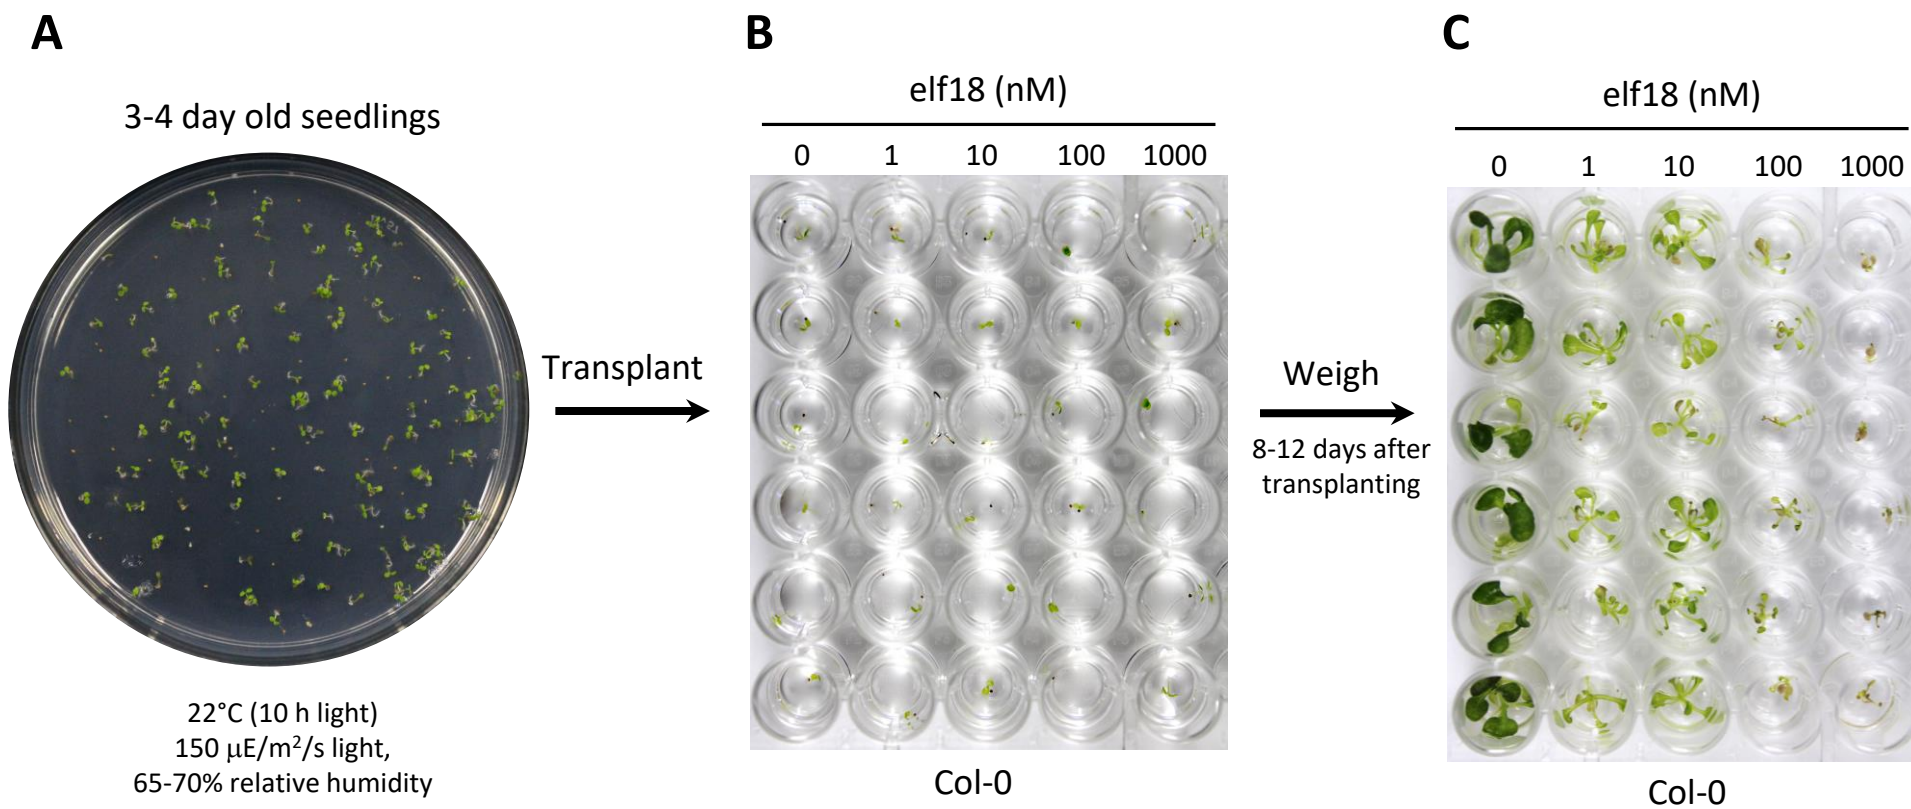 A
3-4 day old seedlings
22°C (10 h light)
150 μE/m²/s light,
65-70% relative humidity
Transplant
B
elf18 (nM)
0 1 10 100 1000
Col-0
Weigh
8-12 days after
transplanting
C
elf18 (nM)
0 1 10 100 1000
Col-0